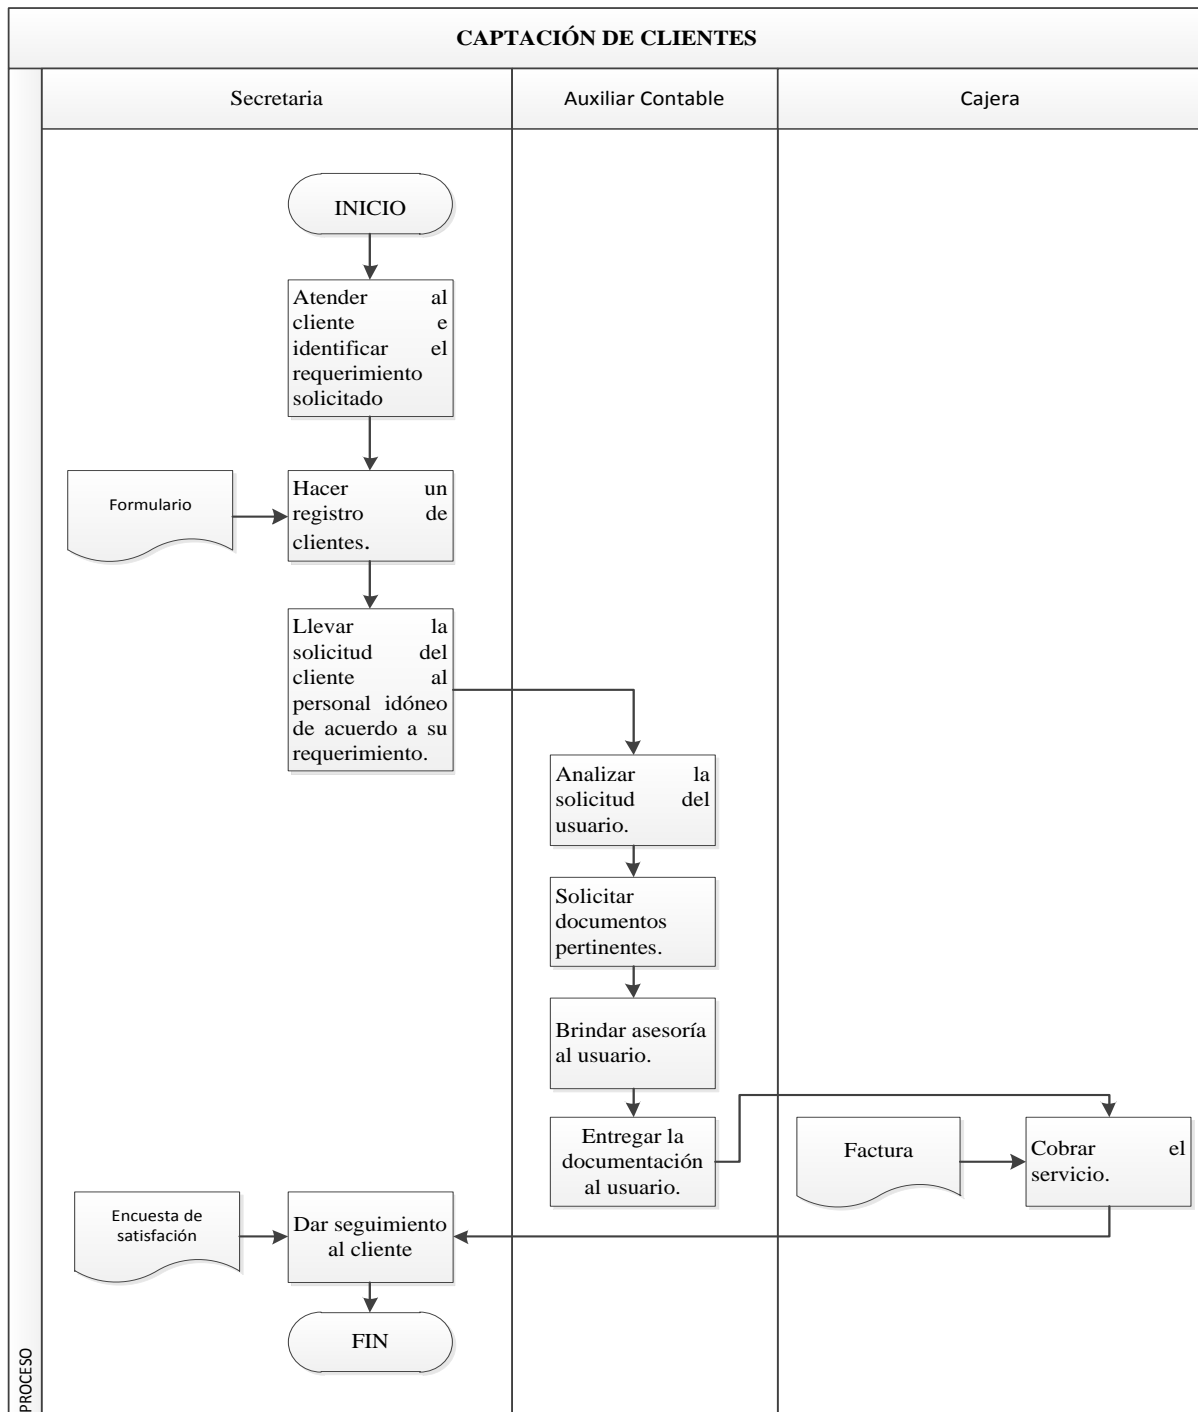 CAPTACIÓN DE CLIENTES
Secretaria
Auxiliar Contable
Cajera
INICIO
Atender al
cliente e
identificar el
requerimiento
solicitado
Formulario
Hacer un
registro de
clientes.
Llevar la
solicitud del
cliente al
personal idóneo
de acuerdo a su
requerimiento.
Analizar la
solicitud del
usuario.
Solicitar
documentos
pertinentes.
Brindar asesoría
al usuario.
Entregar la
documentación
al usuario.
Factura
Cobrar el
servicio.
Encuesta de
satisfacción
Dar seguimiento
al cliente
FIN
PROCESO